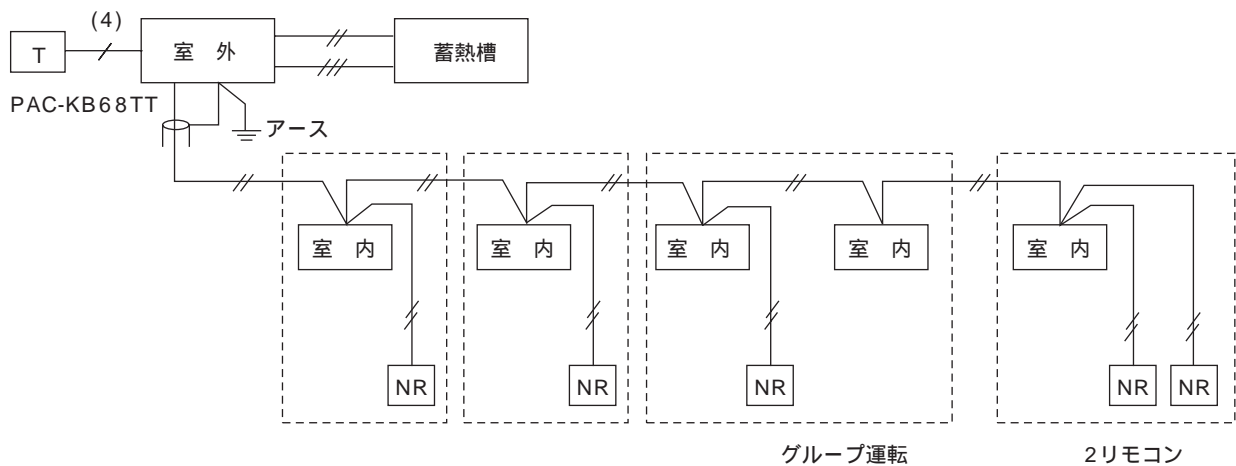 (4)
T
室 外
蓄熱槽
PAC-KB68TT
アース
室 内
室 内
室 内
室 内
室 内
NR
NR
NR
NR
NR
グループ運転
2リモコン